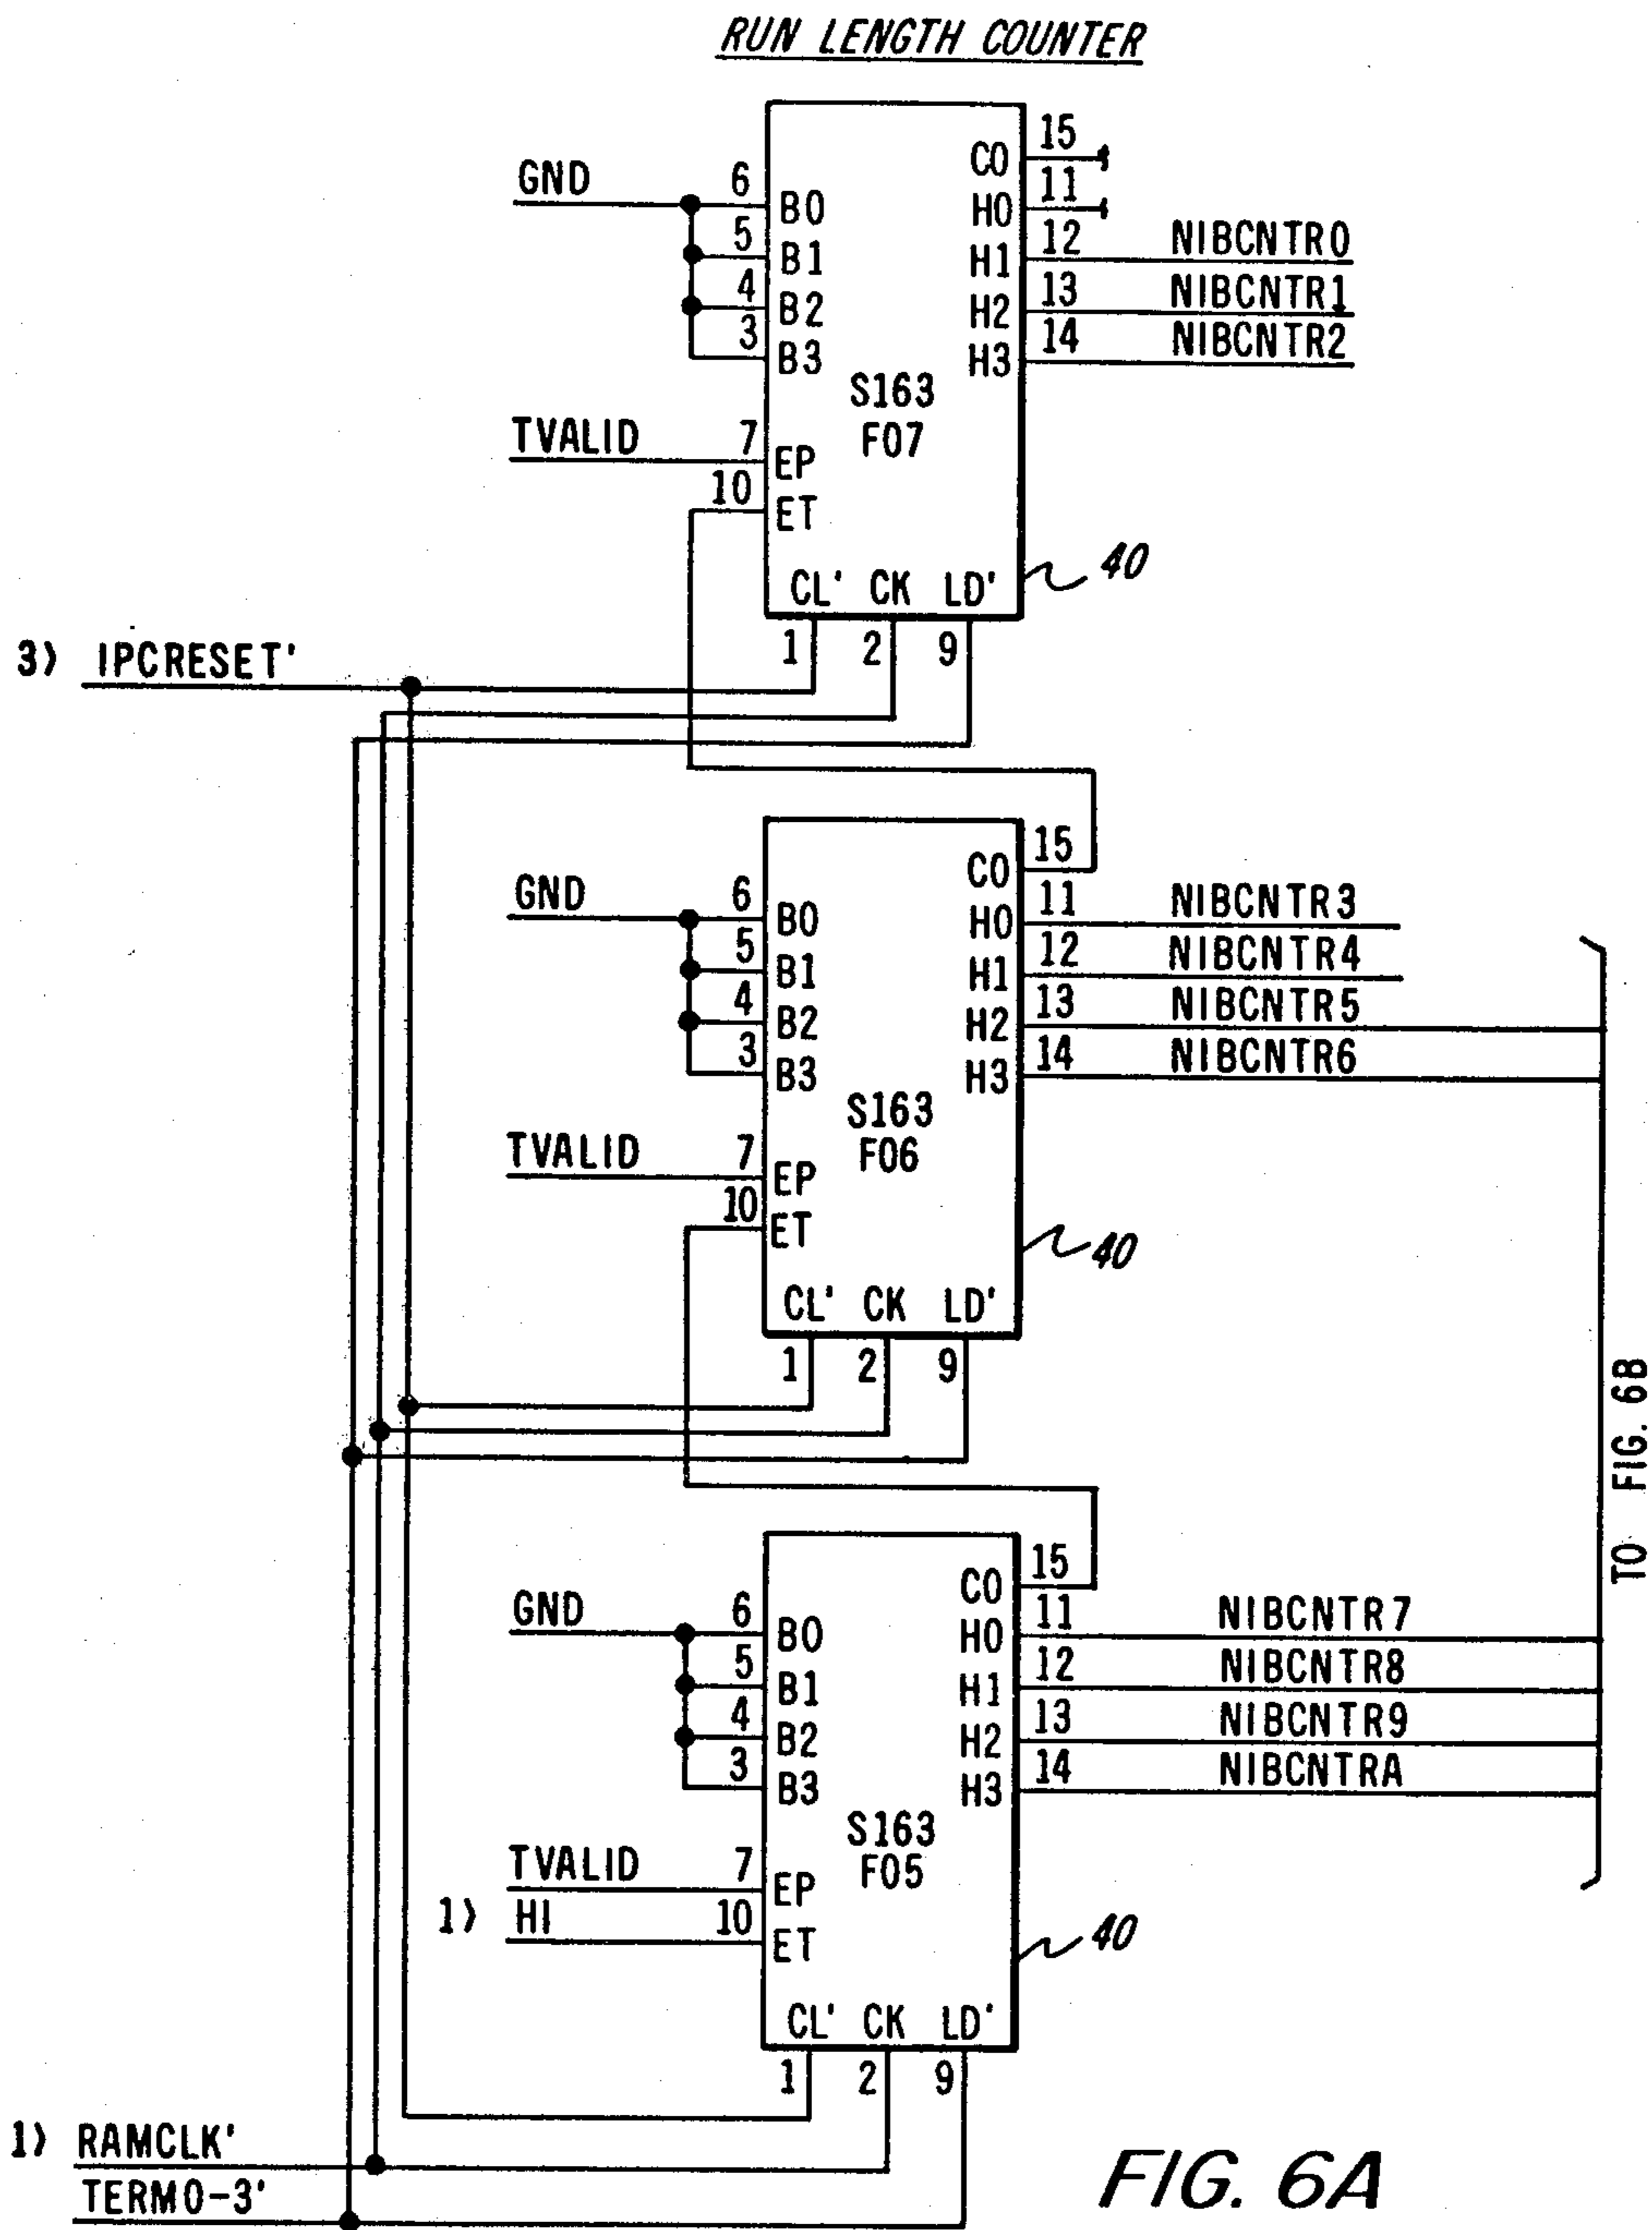 RUN LENGTH COUNTER
CO 15
GND 6 B0 H0 11
5 B1 H1 12 NIBCNTR0
4 B2 H2 13 NIBCNTR1
3 B3 H3 14 NIBCNTR2
S163
F07
TVALID 7 EP
10 ET
CL' CK LD' 40
1 2 9
3) IPCRESET'
CO 15
GND 6 B0 H0 11 NIBCNTR3
5 B1 H1 12 NIBCNTR4
4 B2 H2 13 NIBCNTR5
3 B3 H3 14 NIBCNTR6
S163
F06
TVALID 7 EP
10 ET 40
CL' CK LD'
1 2 9
TO FIG. 6B
CO 15
GND 6 B0 H0 11 NIBCNTR7
5 B1 H1 12 NIBCNTR8
4 B2 H2 13 NIBCNTR9
3 B3 H3 14 NIBCNTRA
S163
F05
TVALID 7 EP
1) HI 10 ET 40
CL' CK LD'
1 2 9
1) RAMCLK'
TERM0-3'
FIG. 6A